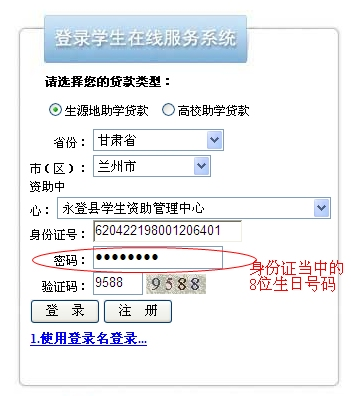 登录学生在线服务系统
请选择您的贷款类型：
生源地助学贷款 高校助学贷款
省份： 甘肃省
市（区）： 兰州市
资助中
心： 永登县学生资助管理中心
身份证号： 620422198001206401
密码： ●●●●●●●●
身份证当中的
8位生日号码
验证码： 9588 9588
登 录 注 册
1.使用登录名登录...